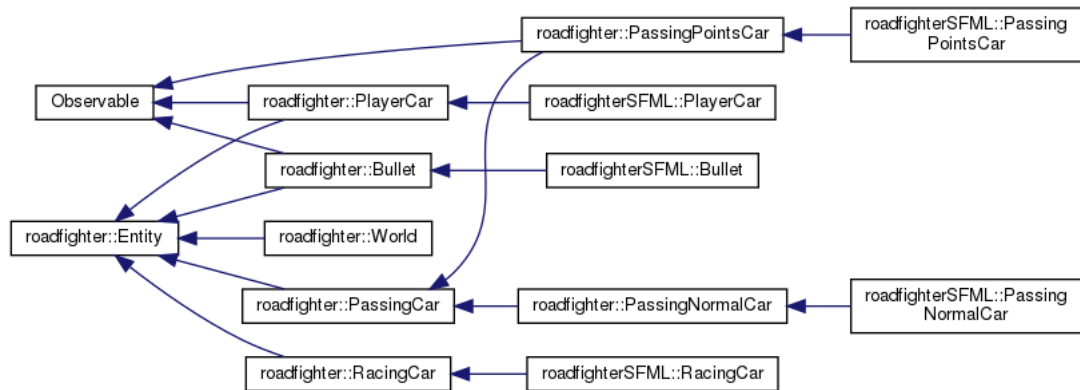 roadfighterSFML::Passing
PointsCar
roadfighter::PassingPointsCar
Observable
roadfighter::PlayerCar
roadfighterSFML::PlayerCar
roadfighter::Bullet
roadfighterSFML::Bullet
roadfighter::Entity
roadfighter::World
roadfighter::PassingCar
roadfighter::PassingNormalCar
roadfighterSFML::Passing
NormalCar
roadfighter::RacingCar
roadfighterSFML::RacingCar